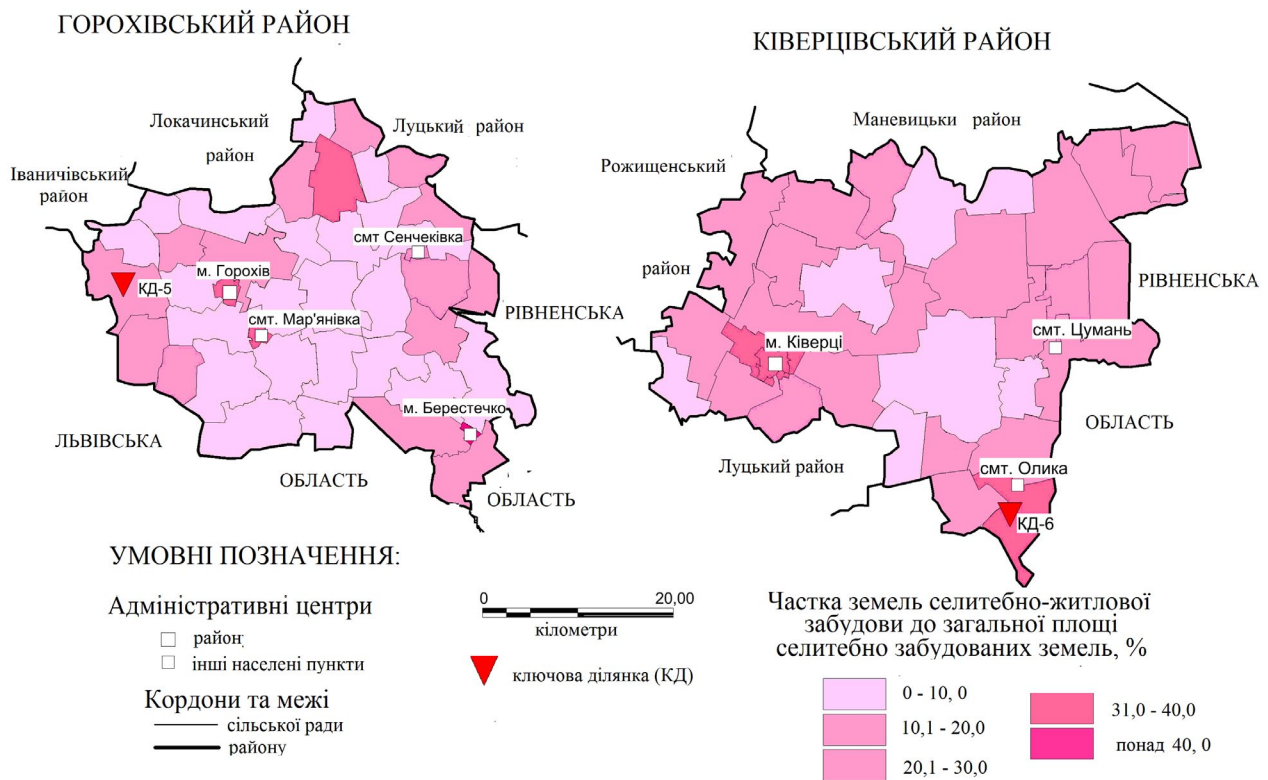 ГОРОХІВСЬКИЙ РАЙОН
КІВЕРЦІВСЬКИЙ РАЙОН
Локачинський
район
Луцький район
Іваничівський
район
смт Сенчеківка
м. Горохів
КД-5
смт. Мар'янівка
РІВНЕНСЬКА
м. Берестечко
ЛЬВІВСЬКА
ОБЛАСТЬ
ОБЛАСТЬ
Маневицьки район
Рожищенський
район
РІВНЕНСЬКА
смт. Цумань
м. Ківерці
ОБЛАСТЬ
Луцький район
смт. Олика
КД-6
УМОВНІ ПОЗНАЧЕННЯ:
Адміністративні центри
район
інші населені пункти
Кордони та межі
сільської ради
району
0 20,00
кілометри
ключова ділянка (КД)
Частка земель селитебно-житлової
забудови до загальної площі
селитебно забудованих земель, %
0 - 10, 0
10,1 - 20,0
20,1 - 30,0
31,0 - 40,0
понад 40, 0